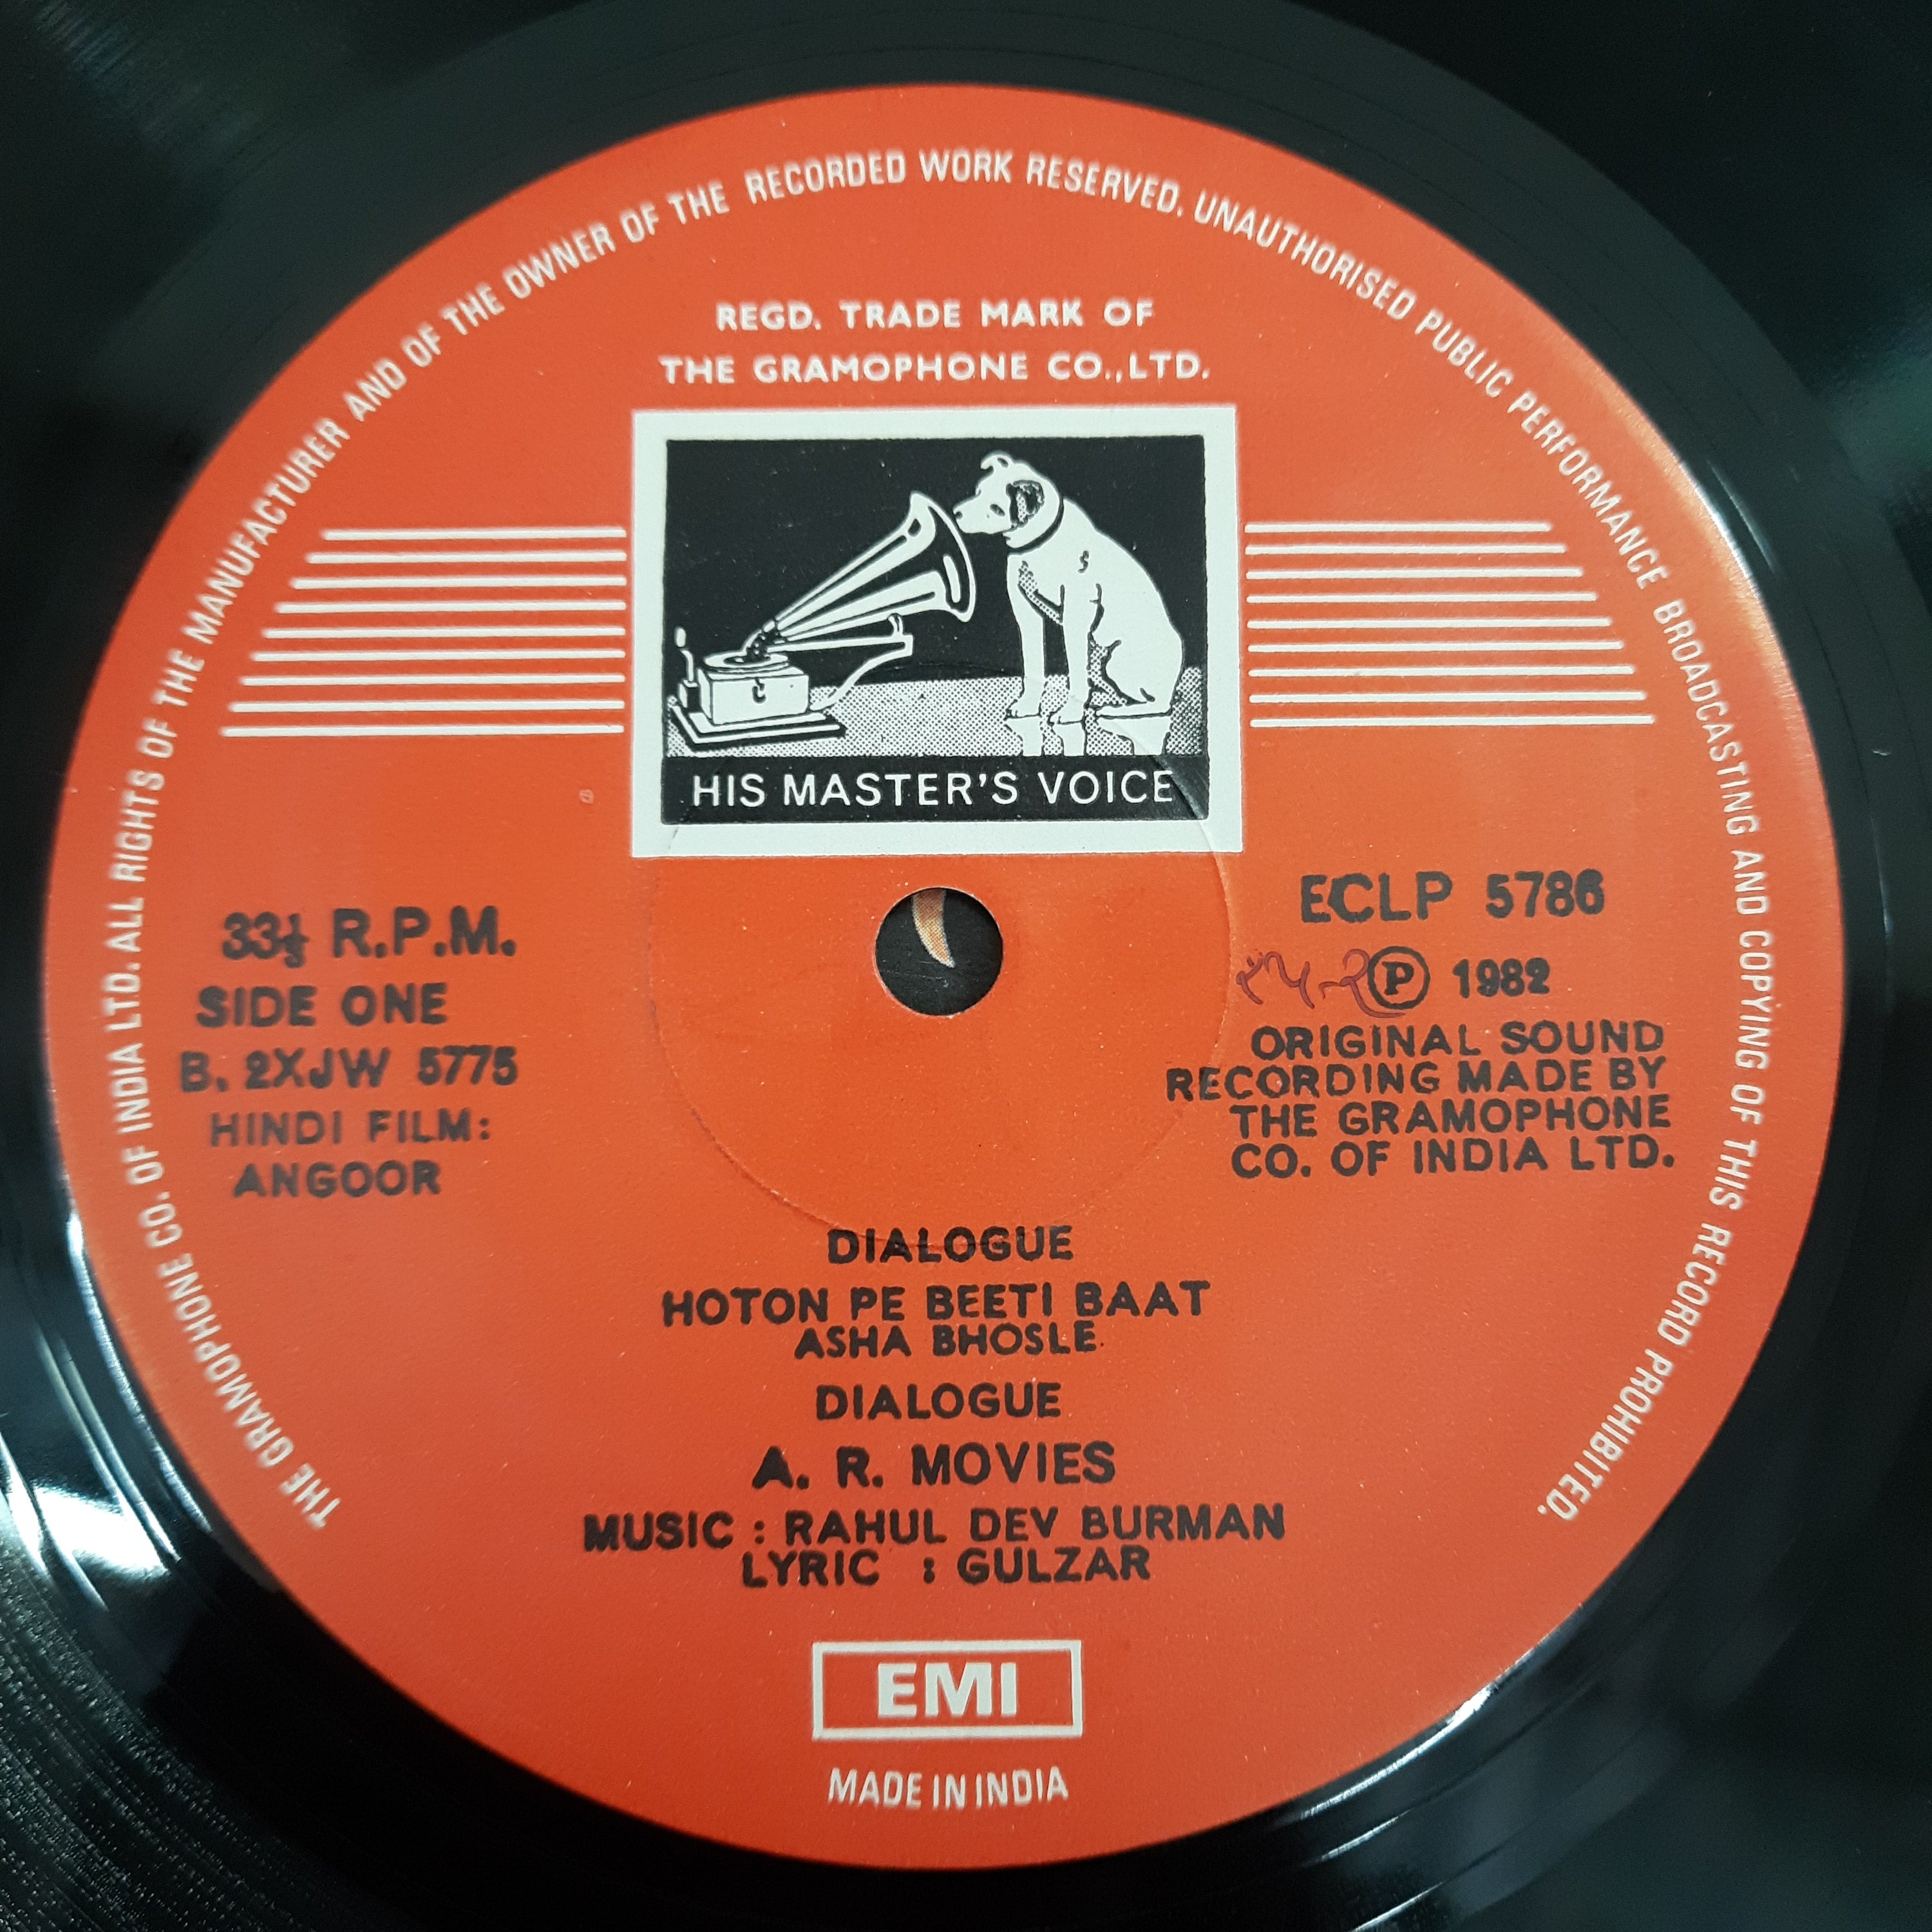 THE GRAMOPHONE CO. OF INDIA LTD. ALL RIGHTS OF THE MANUFACTURER AND OF THE OWNER OF THE RECORDED WORK RESERVED. UNAUTHORISED PUBLIC PERFORMANCE BROADCASTING AND COPYING OF THIS RECORD PROHIBITED.
REGD. TRADE MARK OF
THE GRAMOPHONE CO.,LTD.
HIS MASTER'S VOICE
33⅓ R.P.M.
SIDE ONE
B. 2XJW 5775
HINDI FILM:
ANGOOR
ECLP 5786
Ⓟ 1982
ORIGINAL SOUND
RECORDING MADE BY
THE GRAMOPHONE
CO. OF INDIA LTD.
DIALOGUE
HOTON PE BEETI BAAT
ASHA BHOSLE
DIALOGUE
A. R. MOVIES
MUSIC : RAHUL DEV BURMAN
LYRIC : GULZAR
EMI
MADE IN INDIA